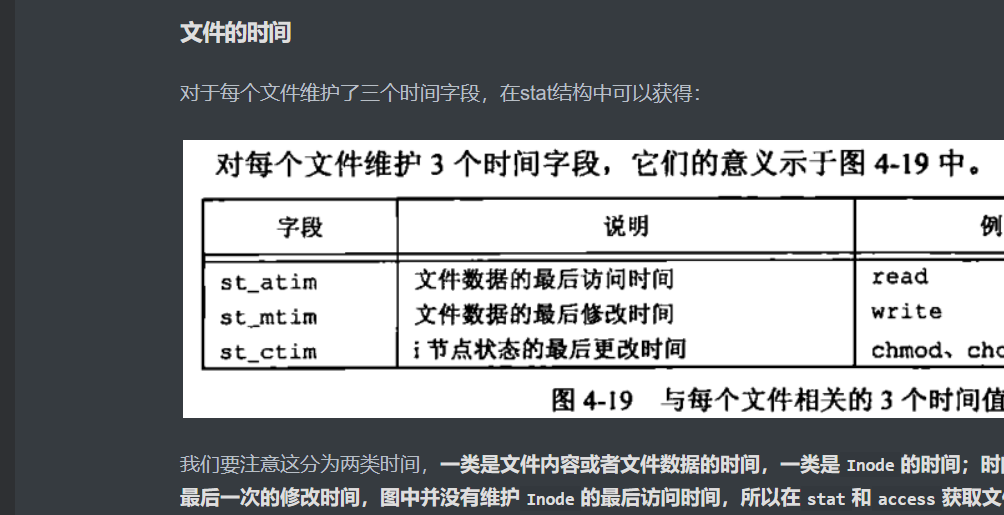 文件的时间
对于每个文件维护了三个时间字段，在stat结构中可以获得：
对每个文件维护 3 个时间字段，它们的意义示于图 4-19 中。
字段 说明 例
st_atim 文件数据的最后访问时间 read
st_mtim 文件数据的最后修改时间 write
st_ctim i 节点状态的最后更改时间 chmod、cho
图 4-19 与每个文件相关的 3 个时间值
我们要注意这分为两类时间，一类是文件内容或者文件数据的时间，一类是 Inode 的时间；时
最后一次的修改时间，图中并没有维护 Inode 的最后访问时间，所以在 stat 和 access 获取文